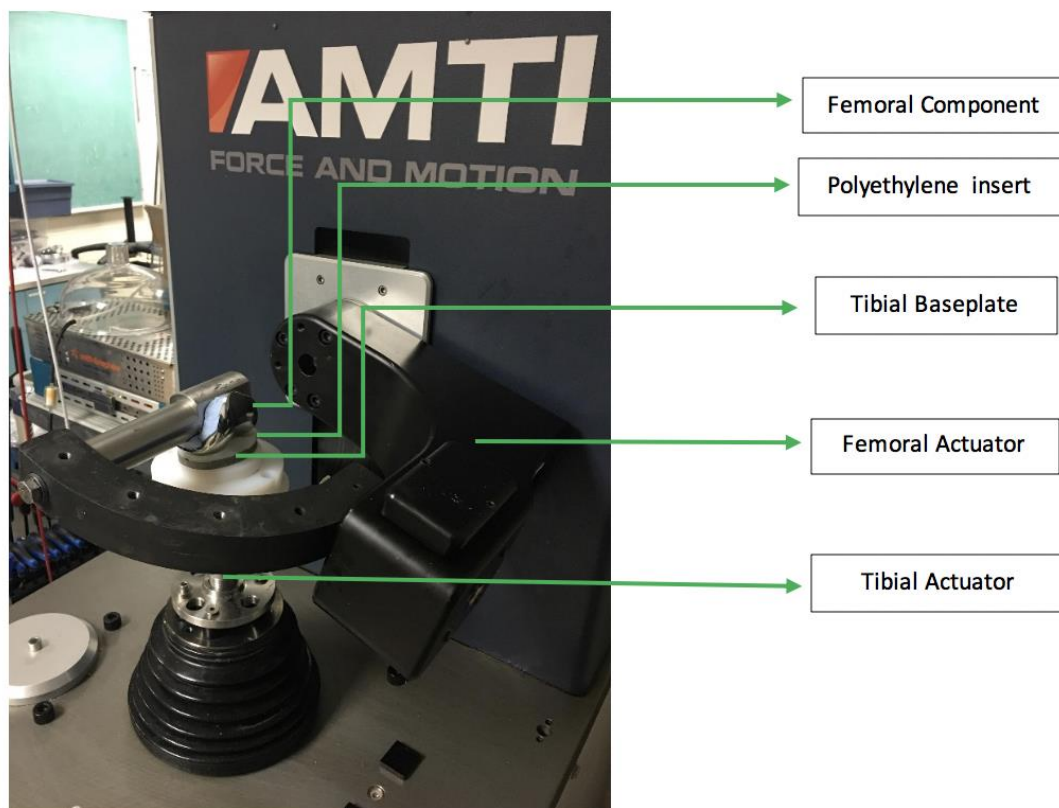 AMTI
FORCE AND MOTION
Femoral Component
Polyethylene insert
Tibial Baseplate
Femoral Actuator
Tibial Actuator